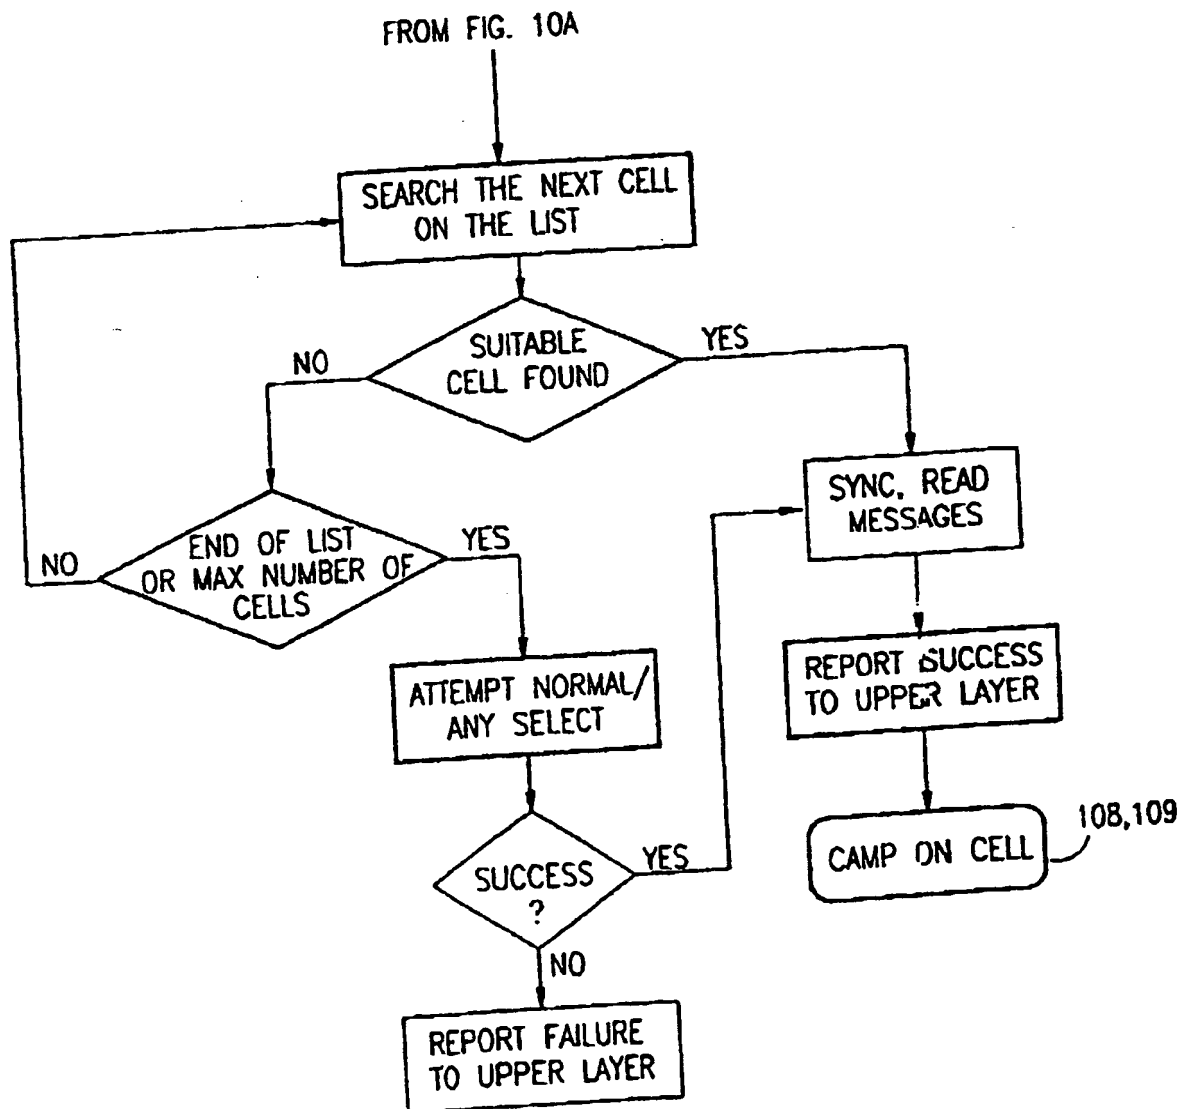 FROM FIG. 10A
SEARCH THE NEXT CELL
ON THE LIST
SUITABLE
CELL FOUND
NO
YES
SYNC. READ
MESSAGES
END OF LIST
OR MAX NUMBER OF
CELLS
NO
YES
REPORT SUCCESS
TO UPPER LAYER
ATTEMPT NORMAL/
ANY SELECT
CAMP ON CELL
108,109
SUCCESS
?
YES
NO
REPORT FAILURE
TO UPPER LAYER